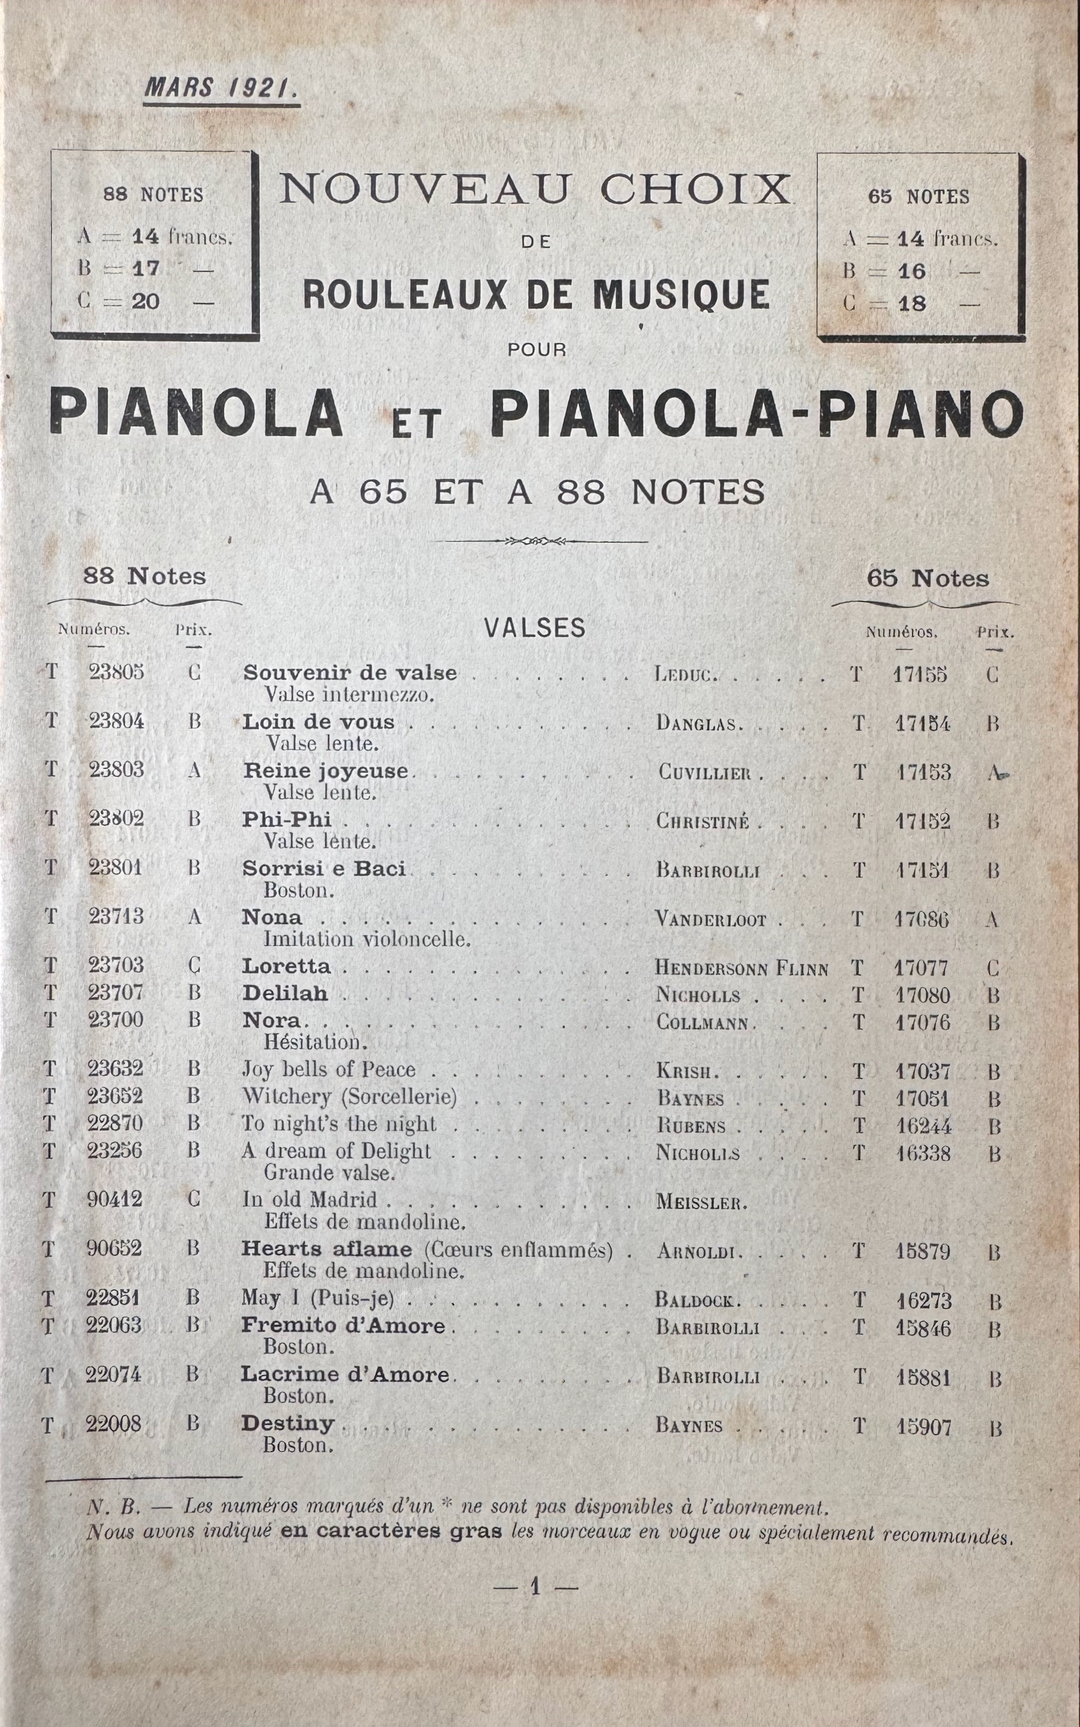 MARS 1921.
88 NOTES
A = 14 francs.
B = 17 —
C = 20 —
NOUVEAU CHOIX
DE
ROULEAUX DE MUSIQUE
POUR
65 NOTES
A = 14 francs.
B = 16 —
C = 18 —
PIANOLA ET PIANOLA-PIANO
A 65 ET A 88 NOTES
88 Notes 65 Notes
Numéros. Prix. VALSES Numéros. Prix.
T 23805 C Souvenir de valse . . . . . . . . LEDUC. . . . . . T 17155 C
Valse intermezzo.
T 23804 B Loin de vous . . . . . . . . . . . DANGLAS. . . . . T 17154 B
Valse lente.
T 23803 A Reine joyeuse. . . . . . . . . . . CUVILLIER . . . . T 17153 A
Valse lente.
T 23802 B Phi-Phi . . . . . . . . . . . . . . CHRISTINÉ . . . . T 17152 B
Valse lente.
T 23801 B Sorrisi e Baci . . . . . . . . . . . BARBIROLLI . . . T 17151 B
Boston.
T 23713 A Nona . . . . . . . . . . . . . . . VANDERLOOT . . . T 17086 A
Imitation violoncelle.
T 23703 C Loretta . . . . . . . . . . . . . . HENDERSONN FLINN T 17077 C
T 23707 B Delilah . . . . . . . . . . . . . . NICHOLLS . . . . T 17080 B
T 23700 B Nora. . . . . . . . . . . . . . . . COLLMANN. . . . T 17076 B
Hésitation.
T 23632 B Joy bells of Peace . . . . . . . . . . KRISH. . . . . . T 17037 B
T 23652 B Witchery (Sorcellerie) . . . . . . . . BAYNES . . . . . T 17051 B
T 22870 B To night's the night . . . . . . . . . RUBENS . . . . . T 16244 B
T 23256 B A dream of Delight . . . . . . . . . NICHOLLS . . . . T 16338 B
Grande valse.
T 90412 C In old Madrid . . . . . . . . . . . . MEISSLER.
Effets de mandoline.
T 90652 B Hearts aflame (Cœurs enflammés) . ARNOLDI. . . . . T 15879 B
Effets de mandoline.
T 22851 B May I (Puis-je) . . . . . . . . . . . BALDOCK. . . . . T 16273 B
T 22063 B Fremito d'Amore. . . . . . . . . BARBIROLLI . . . T 15846 B
Boston.
T 22074 B Lacrime d'Amore. . . . . . . . . BARBIROLLI . . . T 15881 B
Boston.
T 22008 B Destiny . . . . . . . . . . . . . . BAYNES . . . . . T 15907 B
Boston.
N. B. — Les numéros marqués d'un * ne sont pas disponibles à l'abonnement.
Nous avons indiqué en caractères gras les morceaux en vogue ou spécialement recommandés.
— 1 —